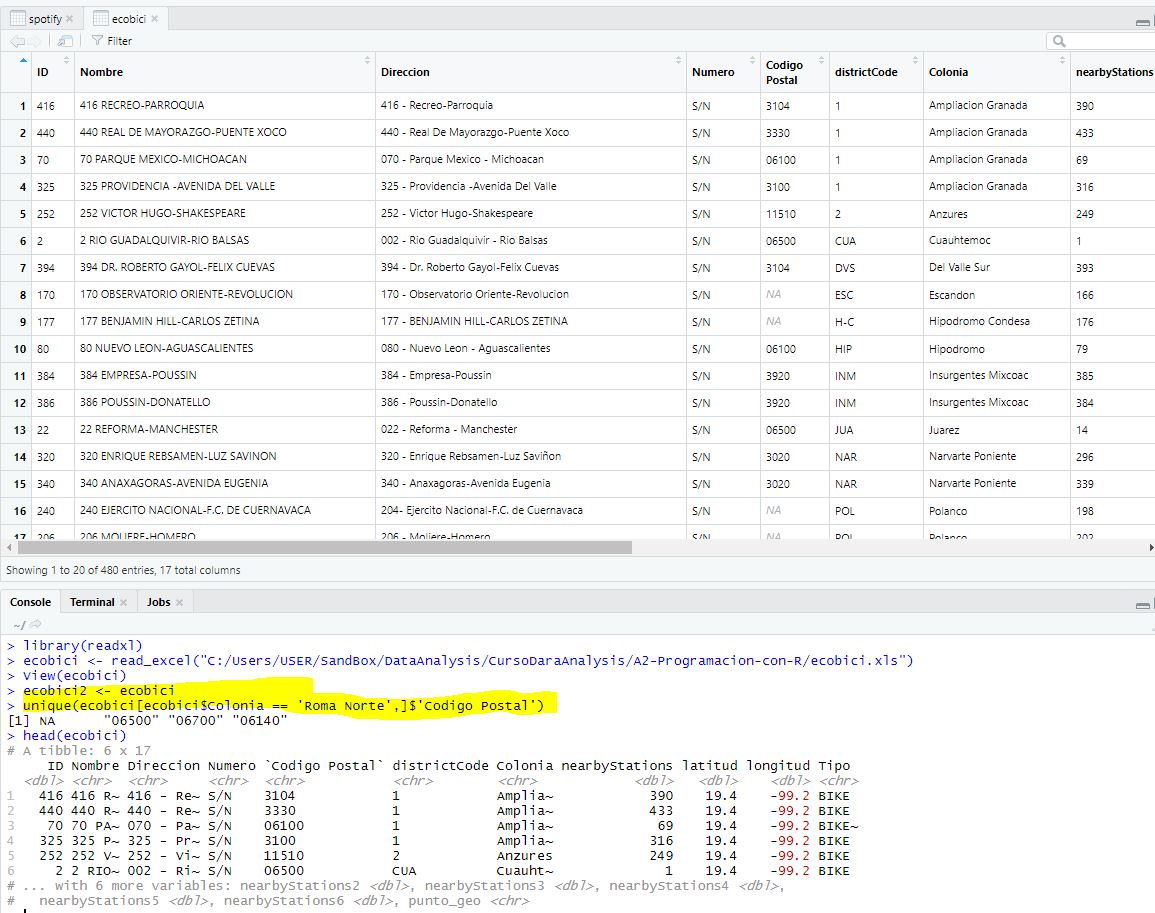 spotify ecobici
Filter
ID Nombre Direccion Numero Codigo Postal districtCode Colonia nearbyStations
1 416 416 RECREO-PARROQUIA 416 - Recreo-Parroquia S/N 3104 1 Ampliacion Granada 390
2 440 440 REAL DE MAYORAZGO-PUENTE XOCO 440 - Real De Mayorazgo-Puente Xoco S/N 3330 1 Ampliacion Granada 433
3 70 70 PARQUE MEXICO-MICHOACAN 070 - Parque Mexico - Michoacan S/N 06100 1 Ampliacion Granada 69
4 325 325 PROVIDENCIA -AVENIDA DEL VALLE 325 - Providencia -Avenida Del Valle S/N 3100 1 Ampliacion Granada 316
5 252 252 VICTOR HUGO-SHAKESPEARE 252 - Victor Hugo-Shakespeare S/N 11510 2 Anzures 249
6 2 2 RIO GUADALQUIVIR-RIO BALSAS 002 - Rio Guadalquivir - Rio Balsas S/N 06500 CUA Cuauhtemoc 1
7 394 394 DR. ROBERTO GAYOL-FELIX CUEVAS 394 - Dr. Roberto Gayol-Felix Cuevas S/N 3104 DVS Del Valle Sur 393
8 170 170 OBSERVATORIO ORIENTE-REVOLUCION 170 - Observatorio Oriente-Revolucion S/N NA ESC Escandon 166
9 177 177 BENJAMIN HILL-CARLOS ZETINA 177 - BENJAMIN HILL-CARLOS ZETINA S/N NA H-C Hipodromo Condesa 176
10 80 80 NUEVO LEON-AGUASCALIENTES 080 - Nuevo Leon - Aguascalientes S/N 06100 HIP Hipodromo 79
11 384 384 EMPRESA-POUSSIN 384 - Empresa-Poussin S/N 3920 INM Insurgentes Mixcoac 385
12 386 386 POUSSIN-DONATELLO 386 - Poussin-Donatello S/N 3920 INM Insurgentes Mixcoac 384
13 22 22 REFORMA-MANCHESTER 022 - Reforma - Manchester S/N 06500 JUA Juarez 14
14 320 320 ENRIQUE REBSAMEN-LUZ SAVINON 320 - Enrique Rebsamen-Luz Saviñon S/N 3020 NAR Narvarte Poniente 296
15 340 340 ANAXAGORAS-AVENIDA EUGENIA 340 - Anaxagoras-Avenida Eugenia S/N 3020 NAR Narvarte Poniente 339
16 240 240 EJERCITO NACIONAL-F.C. DE CUERNAVACA 204- Ejercito Nacional-F.C. de Cuernavaca S/N NA POL Polanco 198
17 206 206 MOLIERE-HOMERO 206 - Moliere-Homero S/N NA POL Polanco 202
Showing 1 to 20 of 480 entries, 17 total columns
Console Terminal Jobs
~/
> library(readxl)
> ecobici <- read_excel("C:/Users/USER/SandBox/DataAnalysis/CursoDaraAnalysis/A2-Programacion-con-R/ecobici.xls")
> View(ecobici)
> ecobici2 <- ecobici
> unique(ecobici[ecobici$Colonia == 'Roma Norte',]$'Codigo Postal')
[1] NA "06500" "06700" "06140"
> head(ecobici)
# A tibble: 6 x 17
ID Nombre Direccion Numero `Codigo Postal` districtCode Colonia nearbyStations latitud longitud Tipo
<dbl> <chr> <chr> <chr> <chr> <chr> <chr> <dbl> <dbl> <dbl> <chr>
1 416 416 R~ 416 - Re~ S/N 3104 1 Amplia~ 390 19.4 -99.2 BIKE
2 440 440 R~ 440 - Re~ S/N 3330 1 Amplia~ 433 19.4 -99.2 BIKE
3 70 70 PA~ 070 - Pa~ S/N 06100 1 Amplia~ 69 19.4 -99.2 BIKE~
4 325 325 P~ 325 - Pr~ S/N 3100 1 Amplia~ 316 19.4 -99.2 BIKE
5 252 252 V~ 252 - Vi~ S/N 11510 2 Anzures 249 19.4 -99.2 BIKE
6 2 2 RIO~ 002 - Ri~ S/N 06500 CUA Cuauht~ 1 19.4 -99.2 BIKE
# ... with 6 more variables: nearbyStations2 <dbl>, nearbyStations3 <dbl>, nearbyStations4 <dbl>,
# nearbyStations5 <dbl>, nearbyStations6 <dbl>, punto_geo <chr>